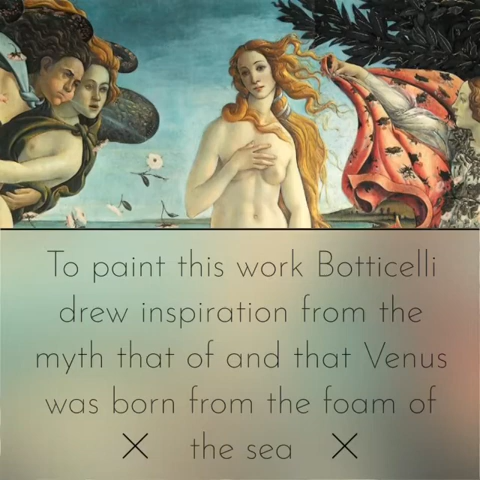 To paint this work Botticelli
drew inspiration from the
myth that of and that Venus
was born from the foam of
the sea